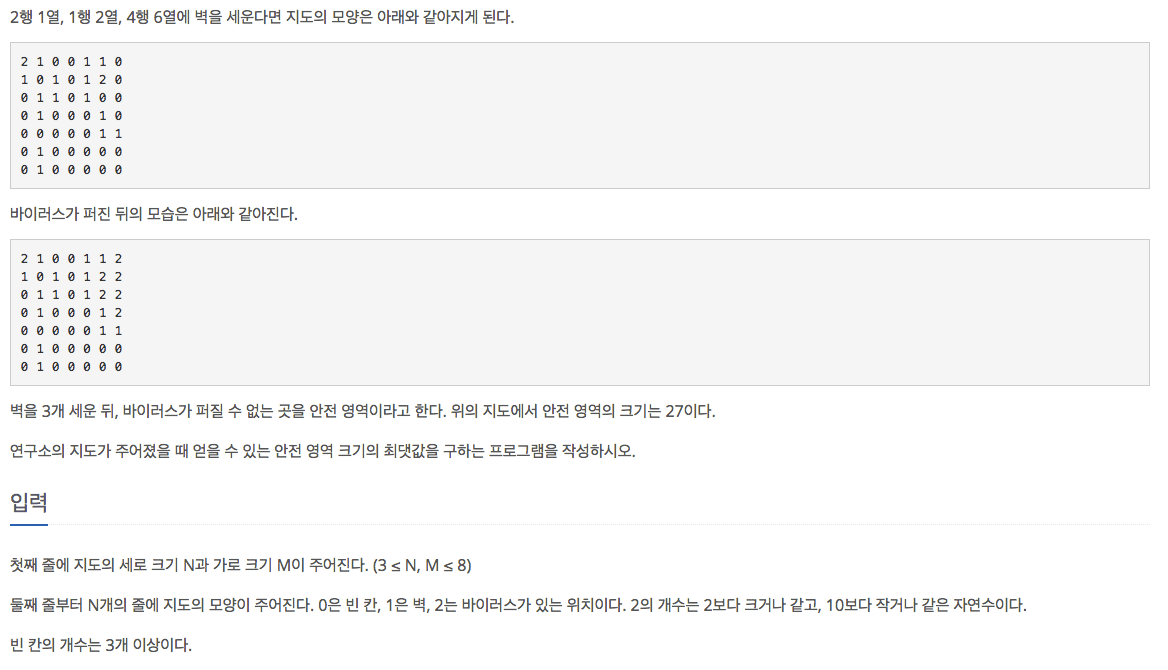 2행 1열, 1행 2열, 4행 6열에 벽을 세운다면 지도의 모양은 아래와 같아지게 된다.
2 1 0 0 1 1 0
1 0 1 0 1 2 0
0 1 1 0 1 0 0
0 1 0 0 0 1 0
0 0 0 0 0 1 1
0 1 0 0 0 0 0
0 1 0 0 0 0 0
바이러스가 퍼진 뒤의 모습은 아래와 같아진다.
2 1 0 0 1 1 2
1 0 1 0 1 2 2
0 1 1 0 1 2 2
0 1 0 0 0 1 2
0 0 0 0 0 1 1
0 1 0 0 0 0 0
0 1 0 0 0 0 0
벽을 3개 세운 뒤, 바이러스가 퍼질 수 없는 곳을 안전 영역이라고 한다. 위의 지도에서 안전 영역의 크기는 27이다.
연구소의 지도가 주어졌을 때 얻을 수 있는 안전 영역 크기의 최댓값을 구하는 프로그램을 작성하시오.
입력
첫째 줄에 지도의 세로 크기 N과 가로 크기 M이 주어진다. (3 ≤ N, M ≤ 8)
둘째 줄부터 N개의 줄에 지도의 모양이 주어진다. 0은 빈 칸, 1은 벽, 2는 바이러스가 있는 위치이다. 2의 개수는 2보다 크거나 같고, 10보다 작거나 같은 자연수이다.
빈 칸의 개수는 3개 이상이다.